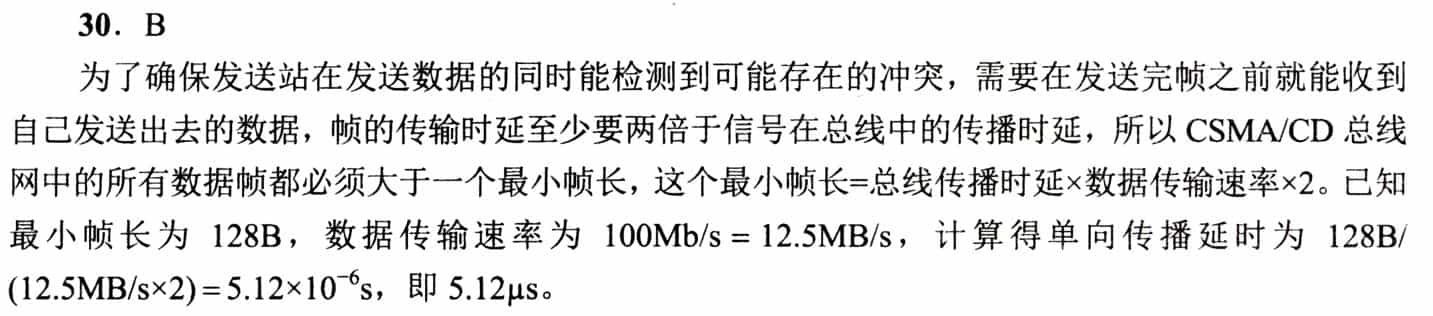 30. B
为了确保发送站在发送数据的同时能检测到可能存在的冲突，需要在发送完帧之前就能收到
自己发送出去的数据，帧的传输时延至少要两倍于信号在总线中的传播时延，所以 CSMA/CD 总线
网中的所有数据帧都必须大于一个最小帧长，这个最小帧长=总线传播时延×数据传输速率×2。已知
最小帧长为 128B，数据传输速率为 100Mb/s = 12.5MB/s，计算得单向传播延时为 128B/
(12.5MB/s×2) = 5.12×10⁻⁶s，即 5.12μs。